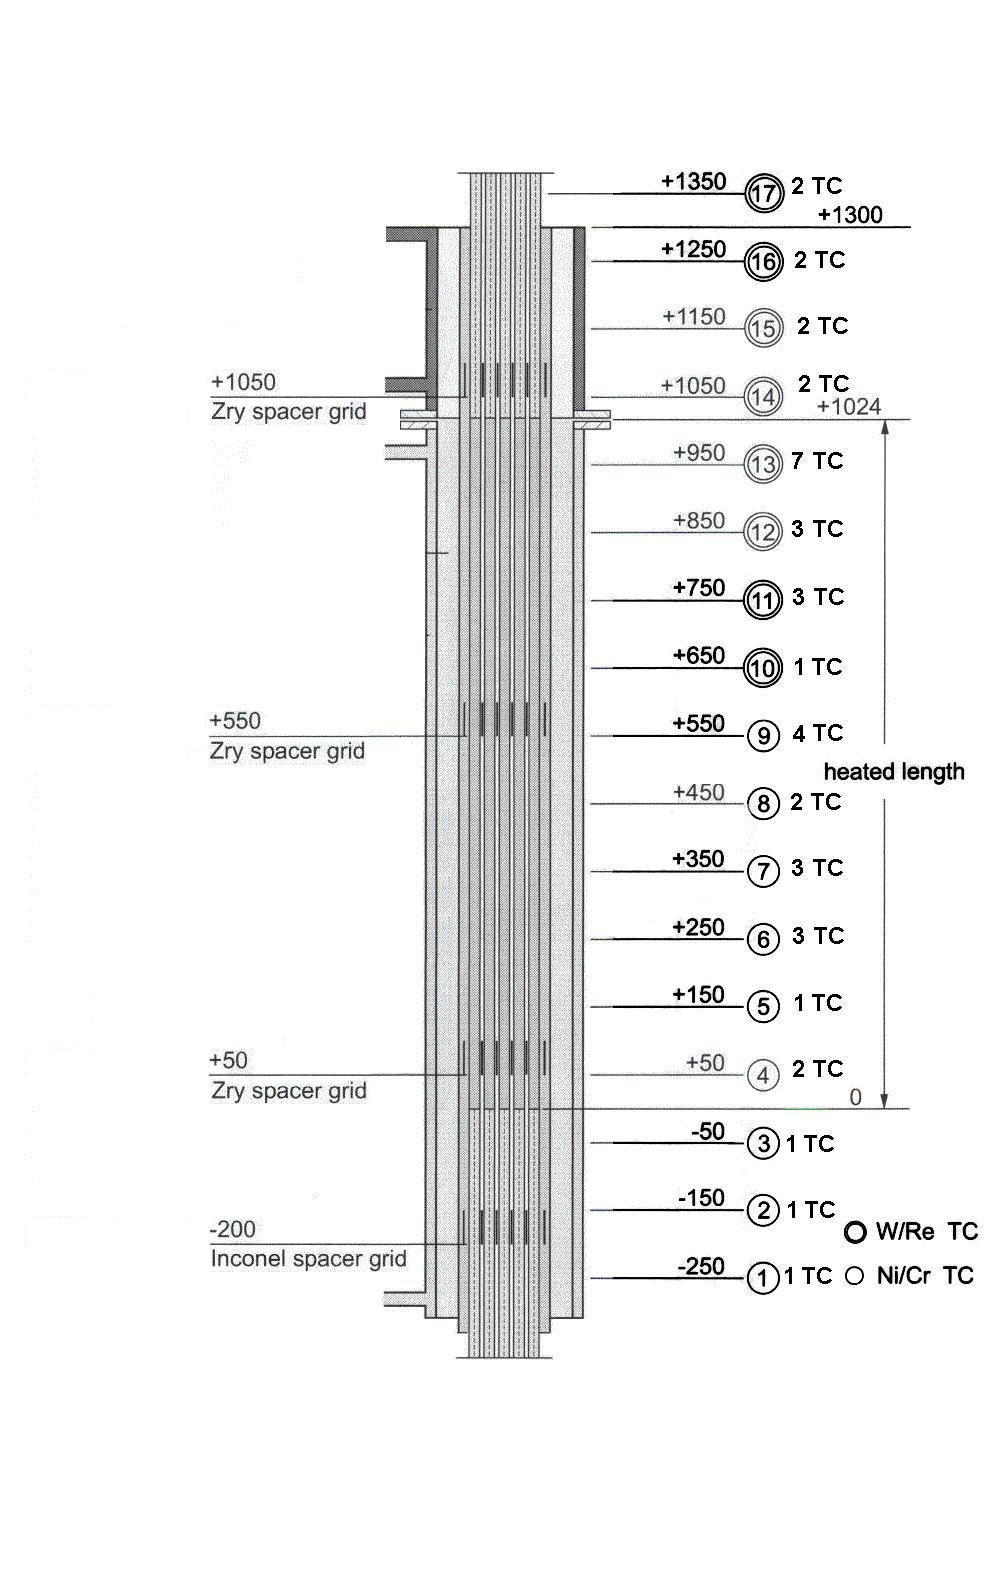 +1350 17 2 TC
+1300
+1250 16 2 TC
+1150 15 2 TC
+1050
Zry spacer grid
+1050 14 2 TC
+1024
+950 13 7 TC
+850 12 3 TC
+750 11 3 TC
+650 10 1 TC
+550
Zry spacer grid
+550 9 4 TC
heated length
+450 8 2 TC
+350 7 3 TC
+250 6 3 TC
+150 5 1 TC
+50
Zry spacer grid
+50 4 2 TC
0
-50 3 1 TC
-150 2 1 TC
W/Re TC
-200
Inconel spacer grid
-250 1 1 TC
Ni/Cr TC